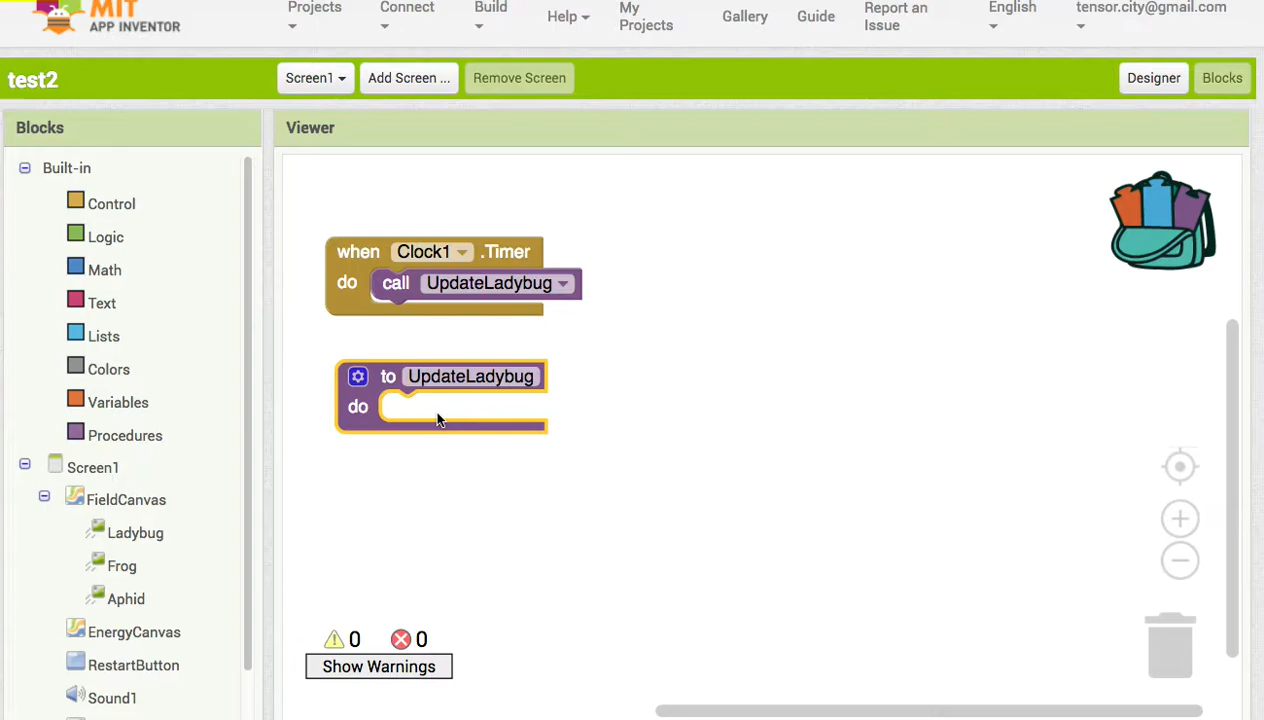 MIT
APP INVENTOR
Projects
Connect
Build
Help
My
Projects
Gallery
Guide
Report an
Issue
English
tensor.city@gmail.com
test2
Screen1
Add Screen ...
Remove Screen
Designer
Blocks
Blocks
Viewer
Built-in
Control
Logic
Math
Text
Lists
Colors
Variables
Procedures
Screen1
FieldCanvas
Ladybug
Frog
Aphid
EnergyCanvas
RestartButton
Sound1
when Clock1 .Timer
do call UpdateLadybug
to UpdateLadybug
do
0 0
Show Warnings